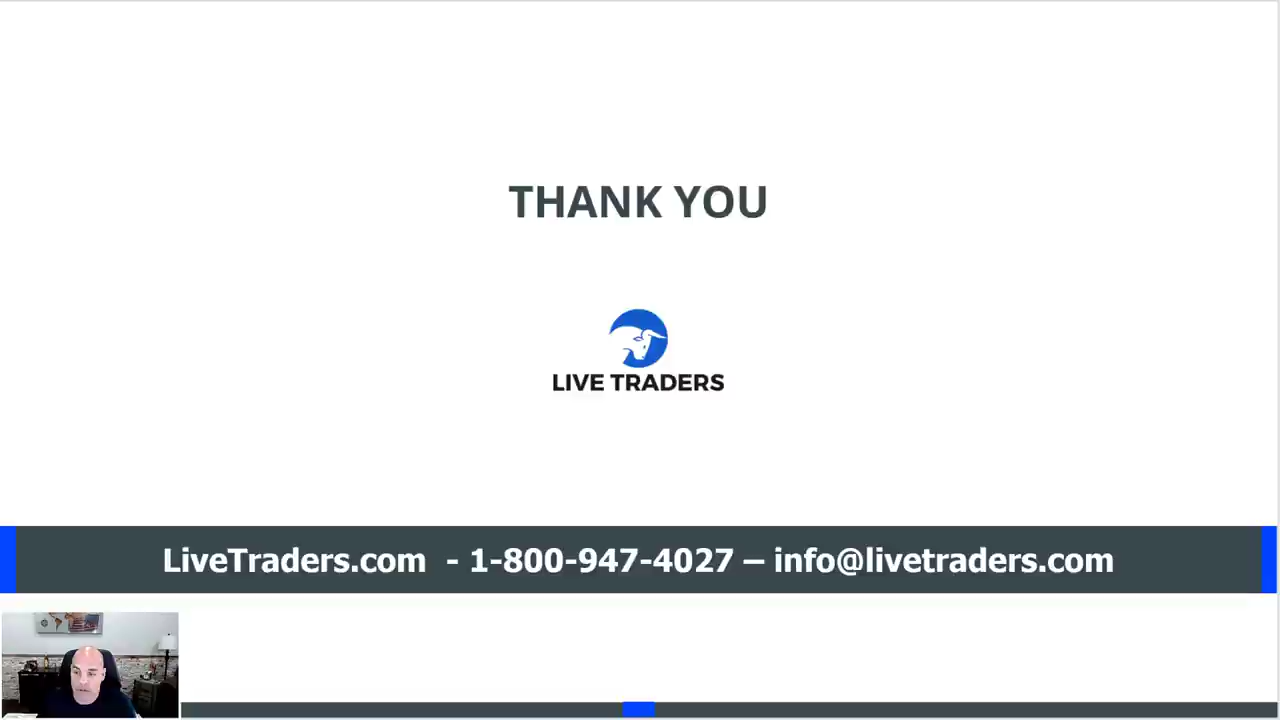 THANK YOU
LIVE TRADERS
LiveTraders.com - 1-800-947-4027 – info@livetraders.com